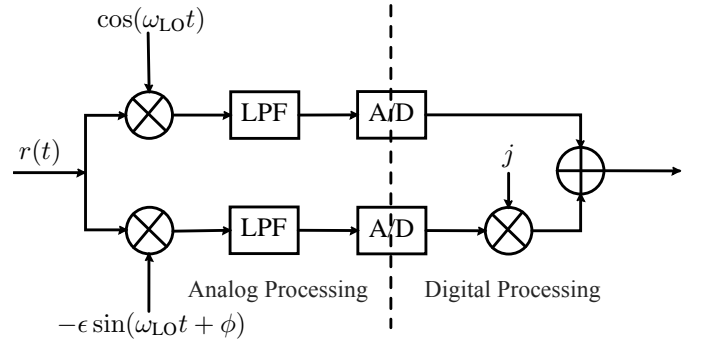 cos(ω_LO t)
LPF
A/D
r(t)
j
LPF
A/D
Analog Processing
Digital Processing
−ϵ sin(ω_LO t + ϕ)